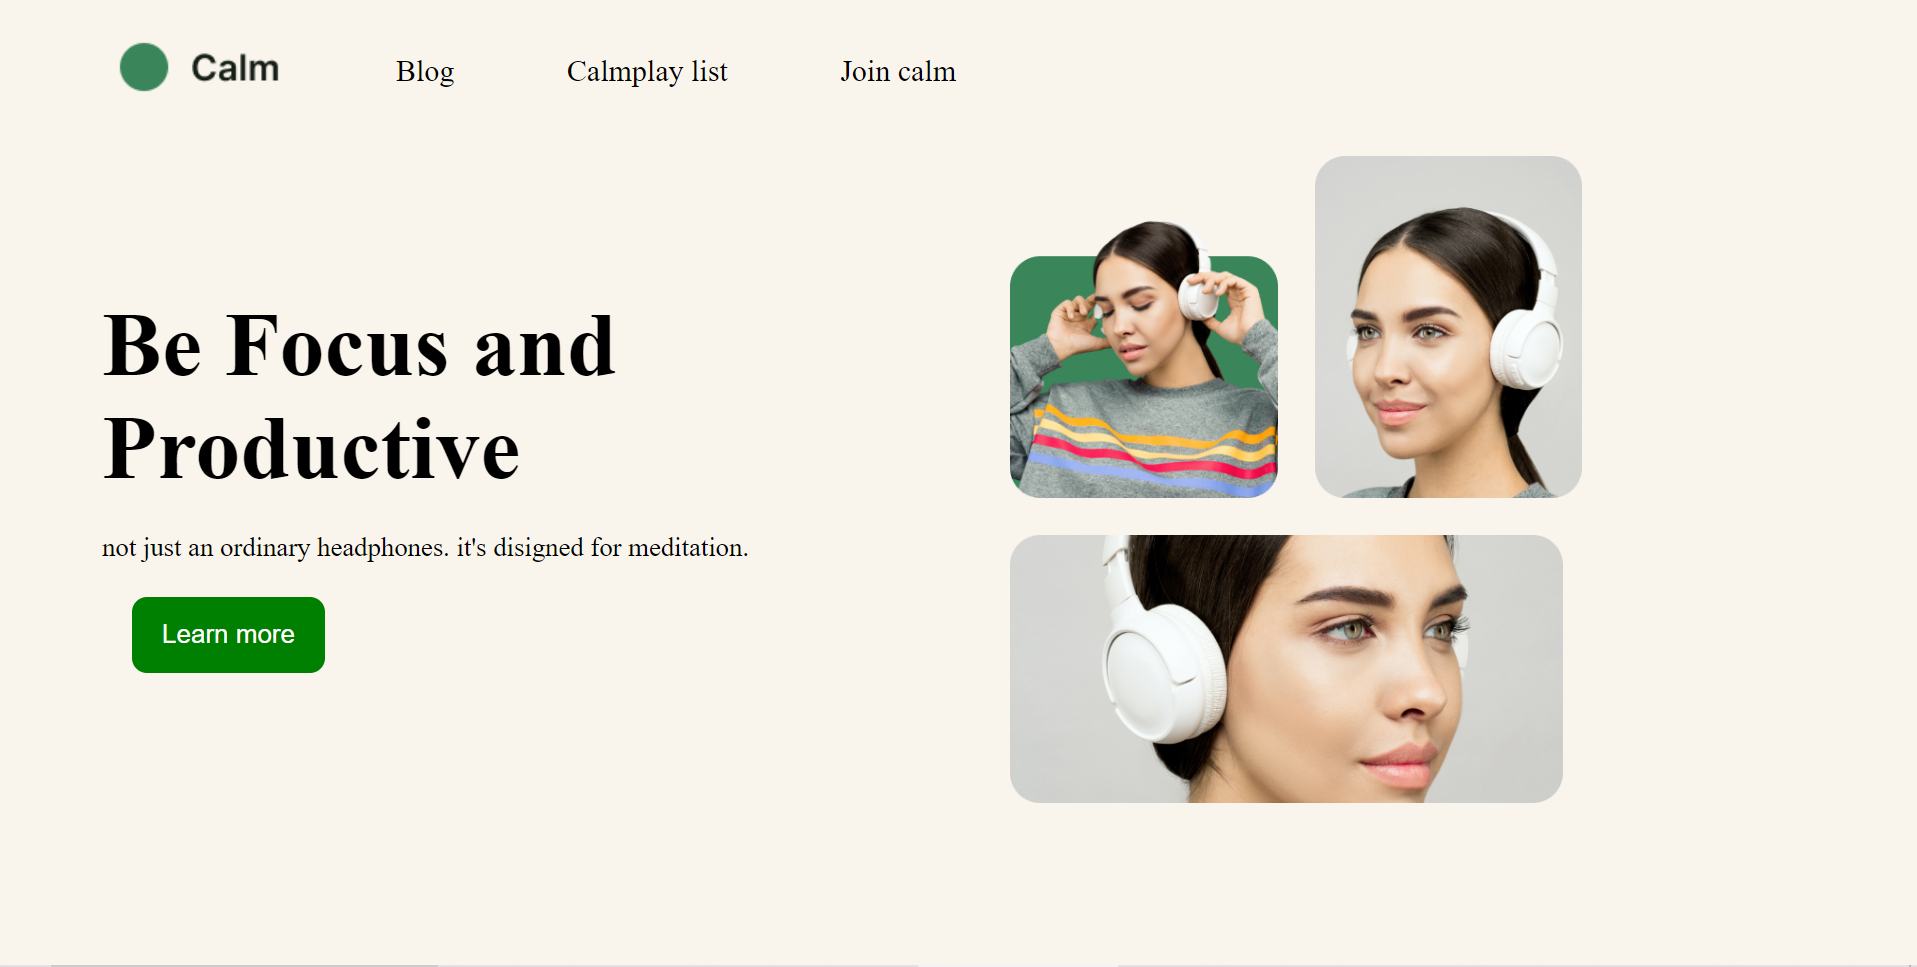 Calm
Blog
Calmplay list
Join calm
Be Focus and
Productive
not just an ordinary headphones. it's disigned for meditation.
Learn more